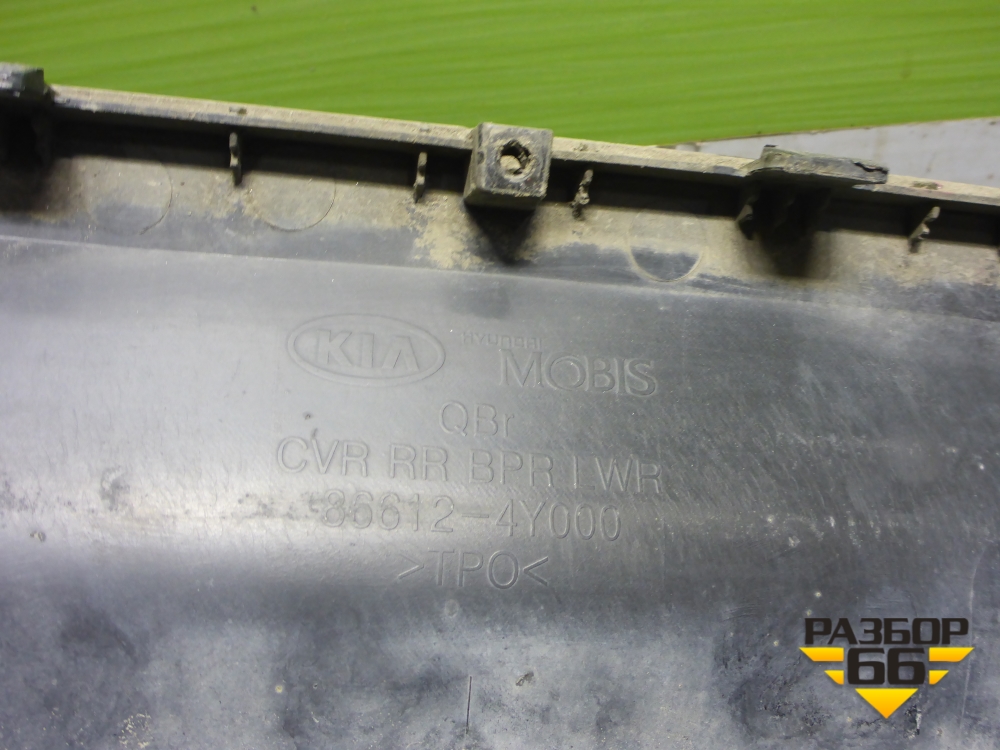 KIA HYUNDAI MOBIS
QBr
CVR RR BPR LWR
86612-4Y000
>TPO<
РАЗБОР
66